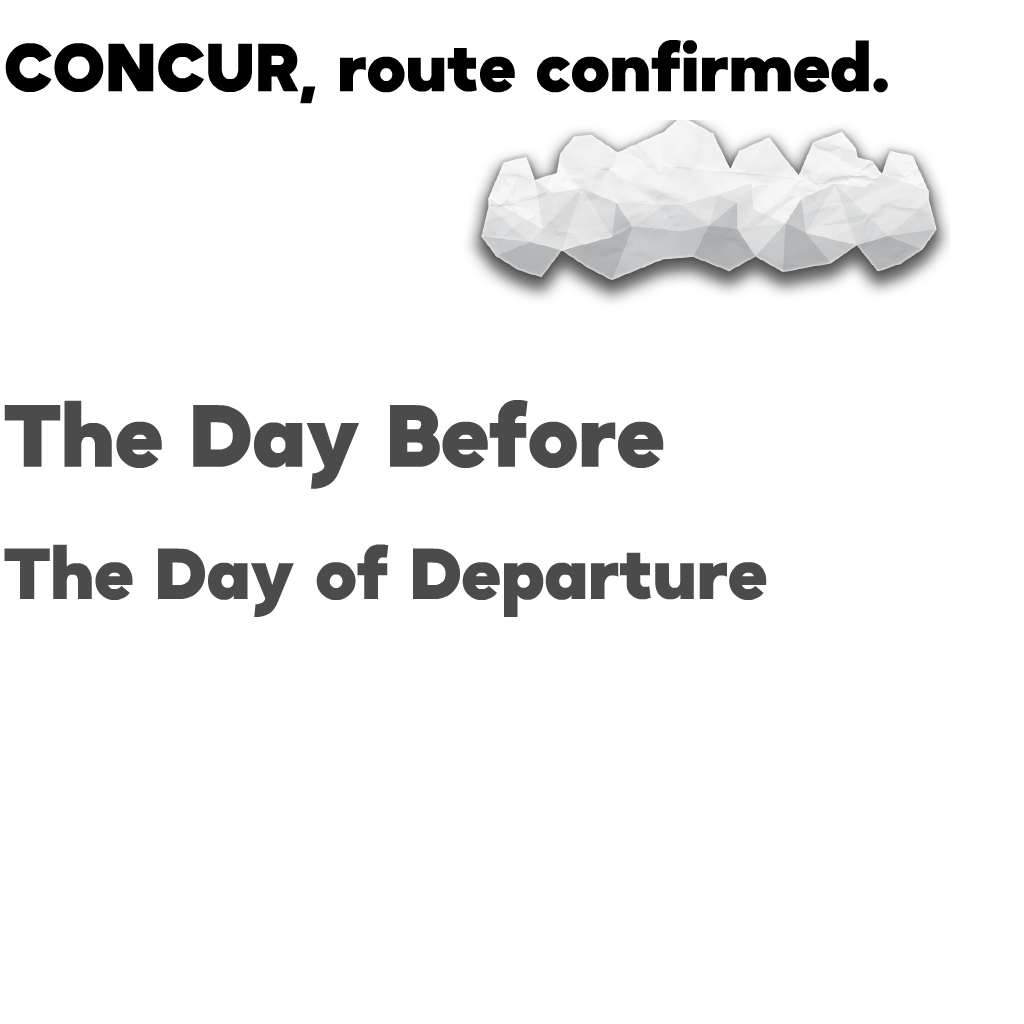 CONCUR, route confirmed.
The Day Before
The Day of Departure